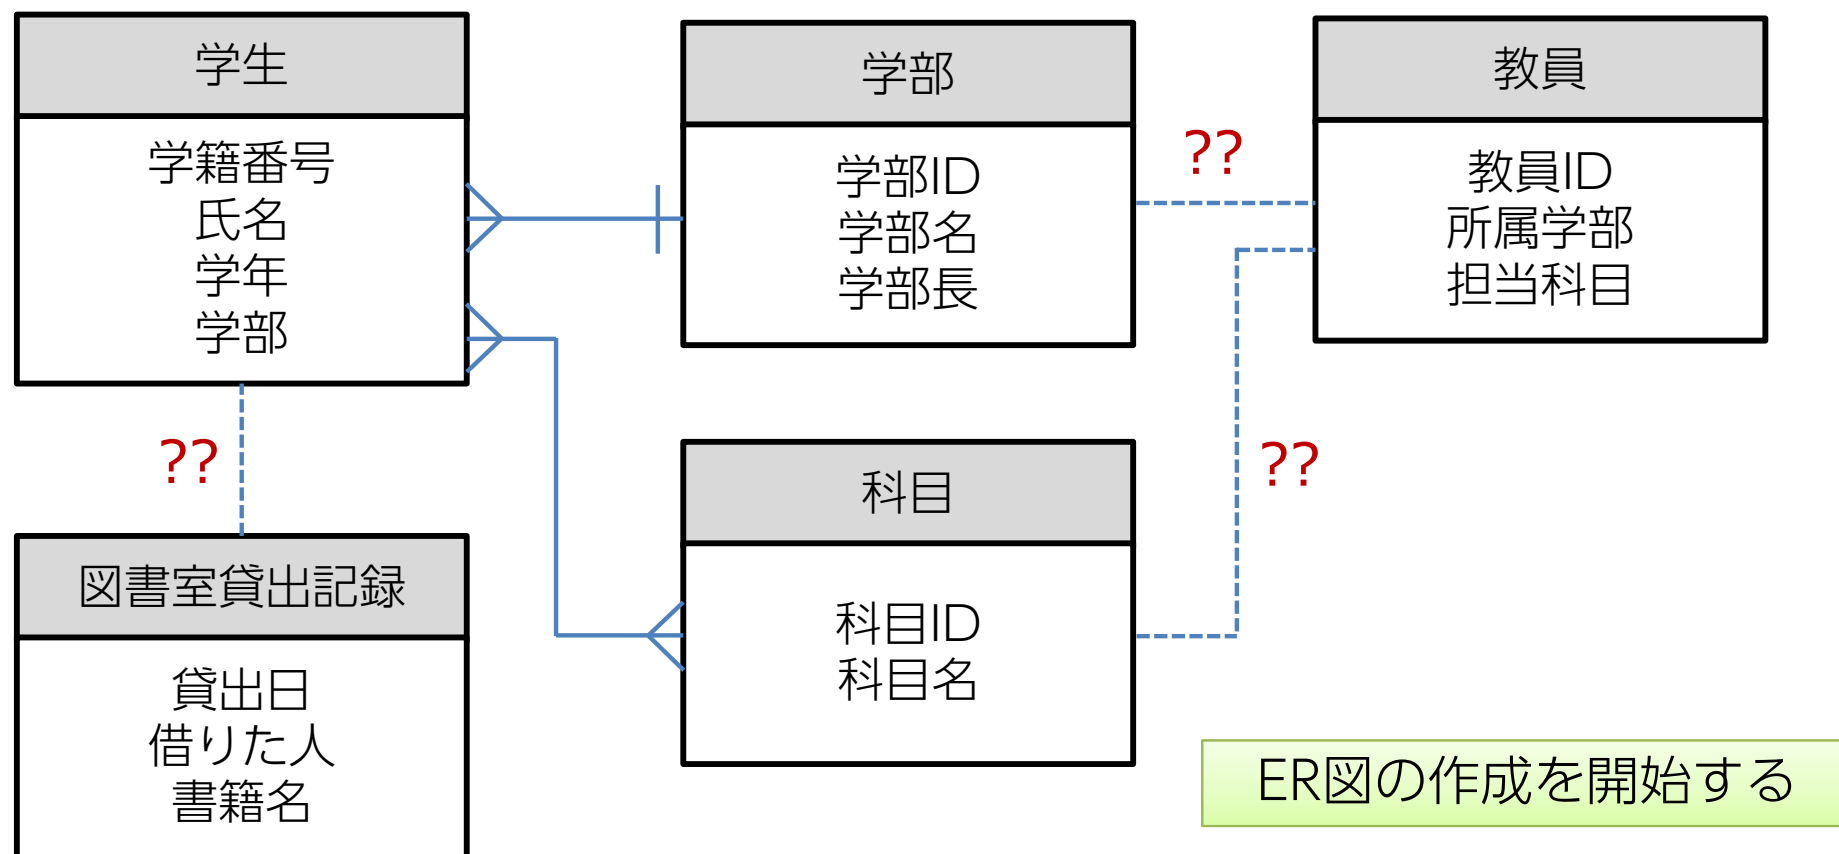 学生
学籍番号
氏名
学年
学部
学部
学部ID
学部名
学部長
教員
教員ID
所属学部
担当科目
??
??
??
図書室貸出記録
貸出日
借りた人
書籍名
科目
科目ID
科目名
ER図の作成を開始する